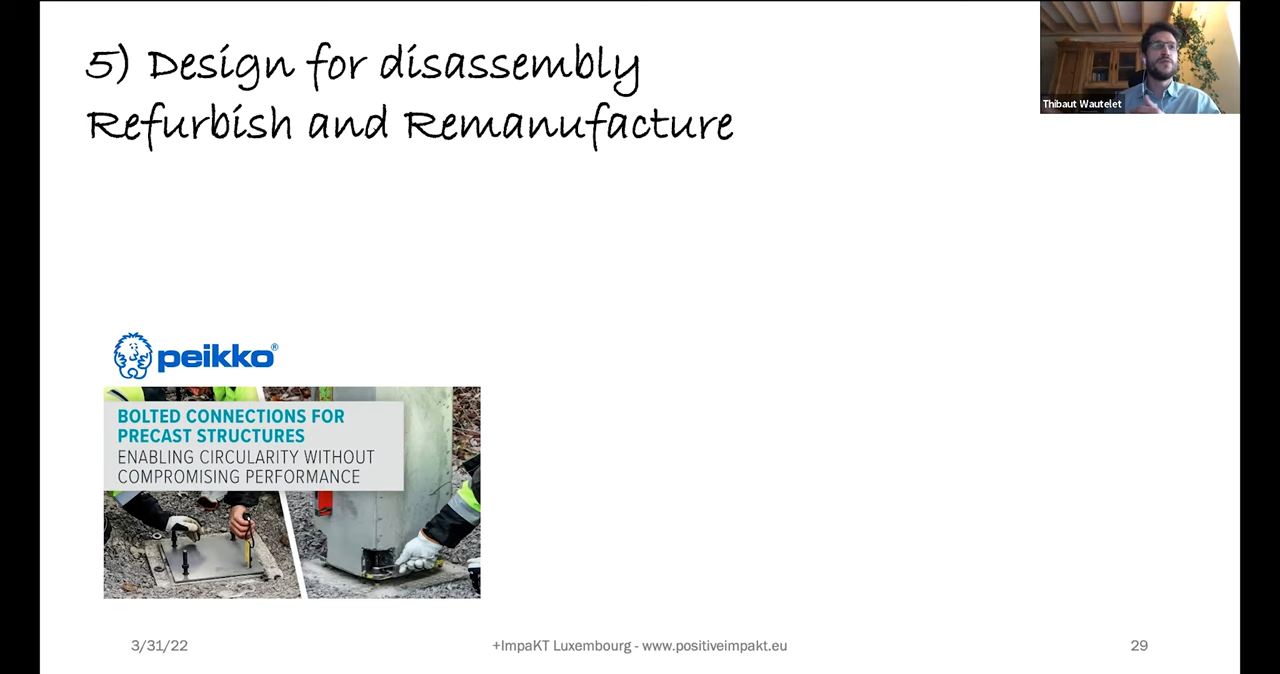 5) Design for disassembly
Refurbish and Remanufacture
Thibaut Wautelet
peikko®
BOLTED CONNECTIONS FOR
PRECAST STRUCTURES
ENABLING CIRCULARITY WITHOUT
COMPROMISING PERFORMANCE
3/31/22
+ImpaKT Luxembourg - www.positiveimpakt.eu
29